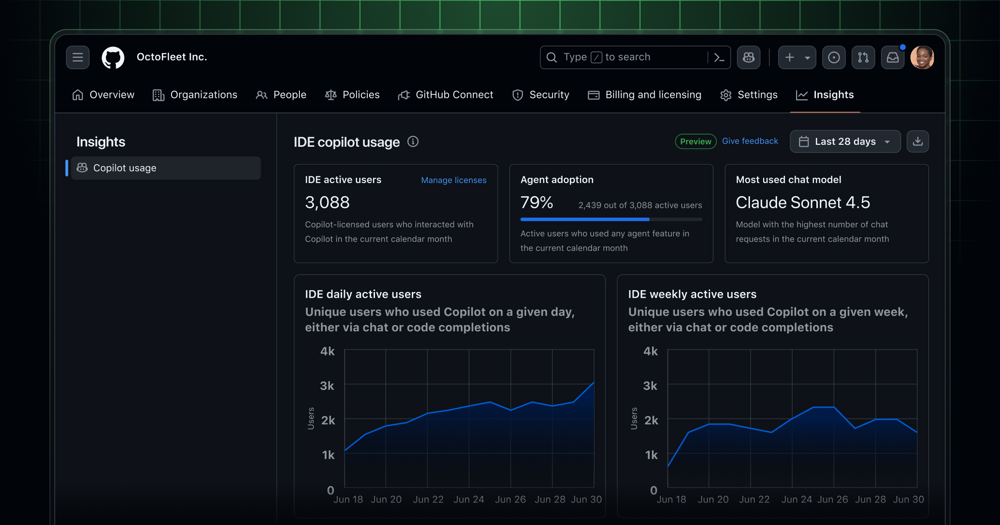 OctoFleet Inc.
Type / to search
Overview
Organizations
People
Policies
GitHub Connect
Security
Billing and licensing
Settings
Insights
Insights
Copilot usage
IDE copilot usage
Preview
Give feedback
Last 28 days
IDE active users
Manage licenses
3,088
Copilot-licensed users who interacted with
Copilot in the current calendar month
Agent adoption
79%
2,439 out of 3,088 active users
Active users who used any agent feature in
the current calendar month
Most used chat model
Claude Sonnet 4.5
Model with the highest number of chat
requests in the current calendar month
IDE daily active users
Unique users who used Copilot on a given day,
either via chat or code completions
4k
3k
2k
1k
0
Users
Jun 18 Jun 20 Jun 22 Jun 24 Jun 26 Jun 28 Jun 30
IDE weekly active users
Unique users who used Copilot on a given week,
either via chat or code completions
4k
3k
2k
1k
0
Users
Jun 18 Jun 20 Jun 22 Jun 24 Jun 26 Jun 28 Jun 30